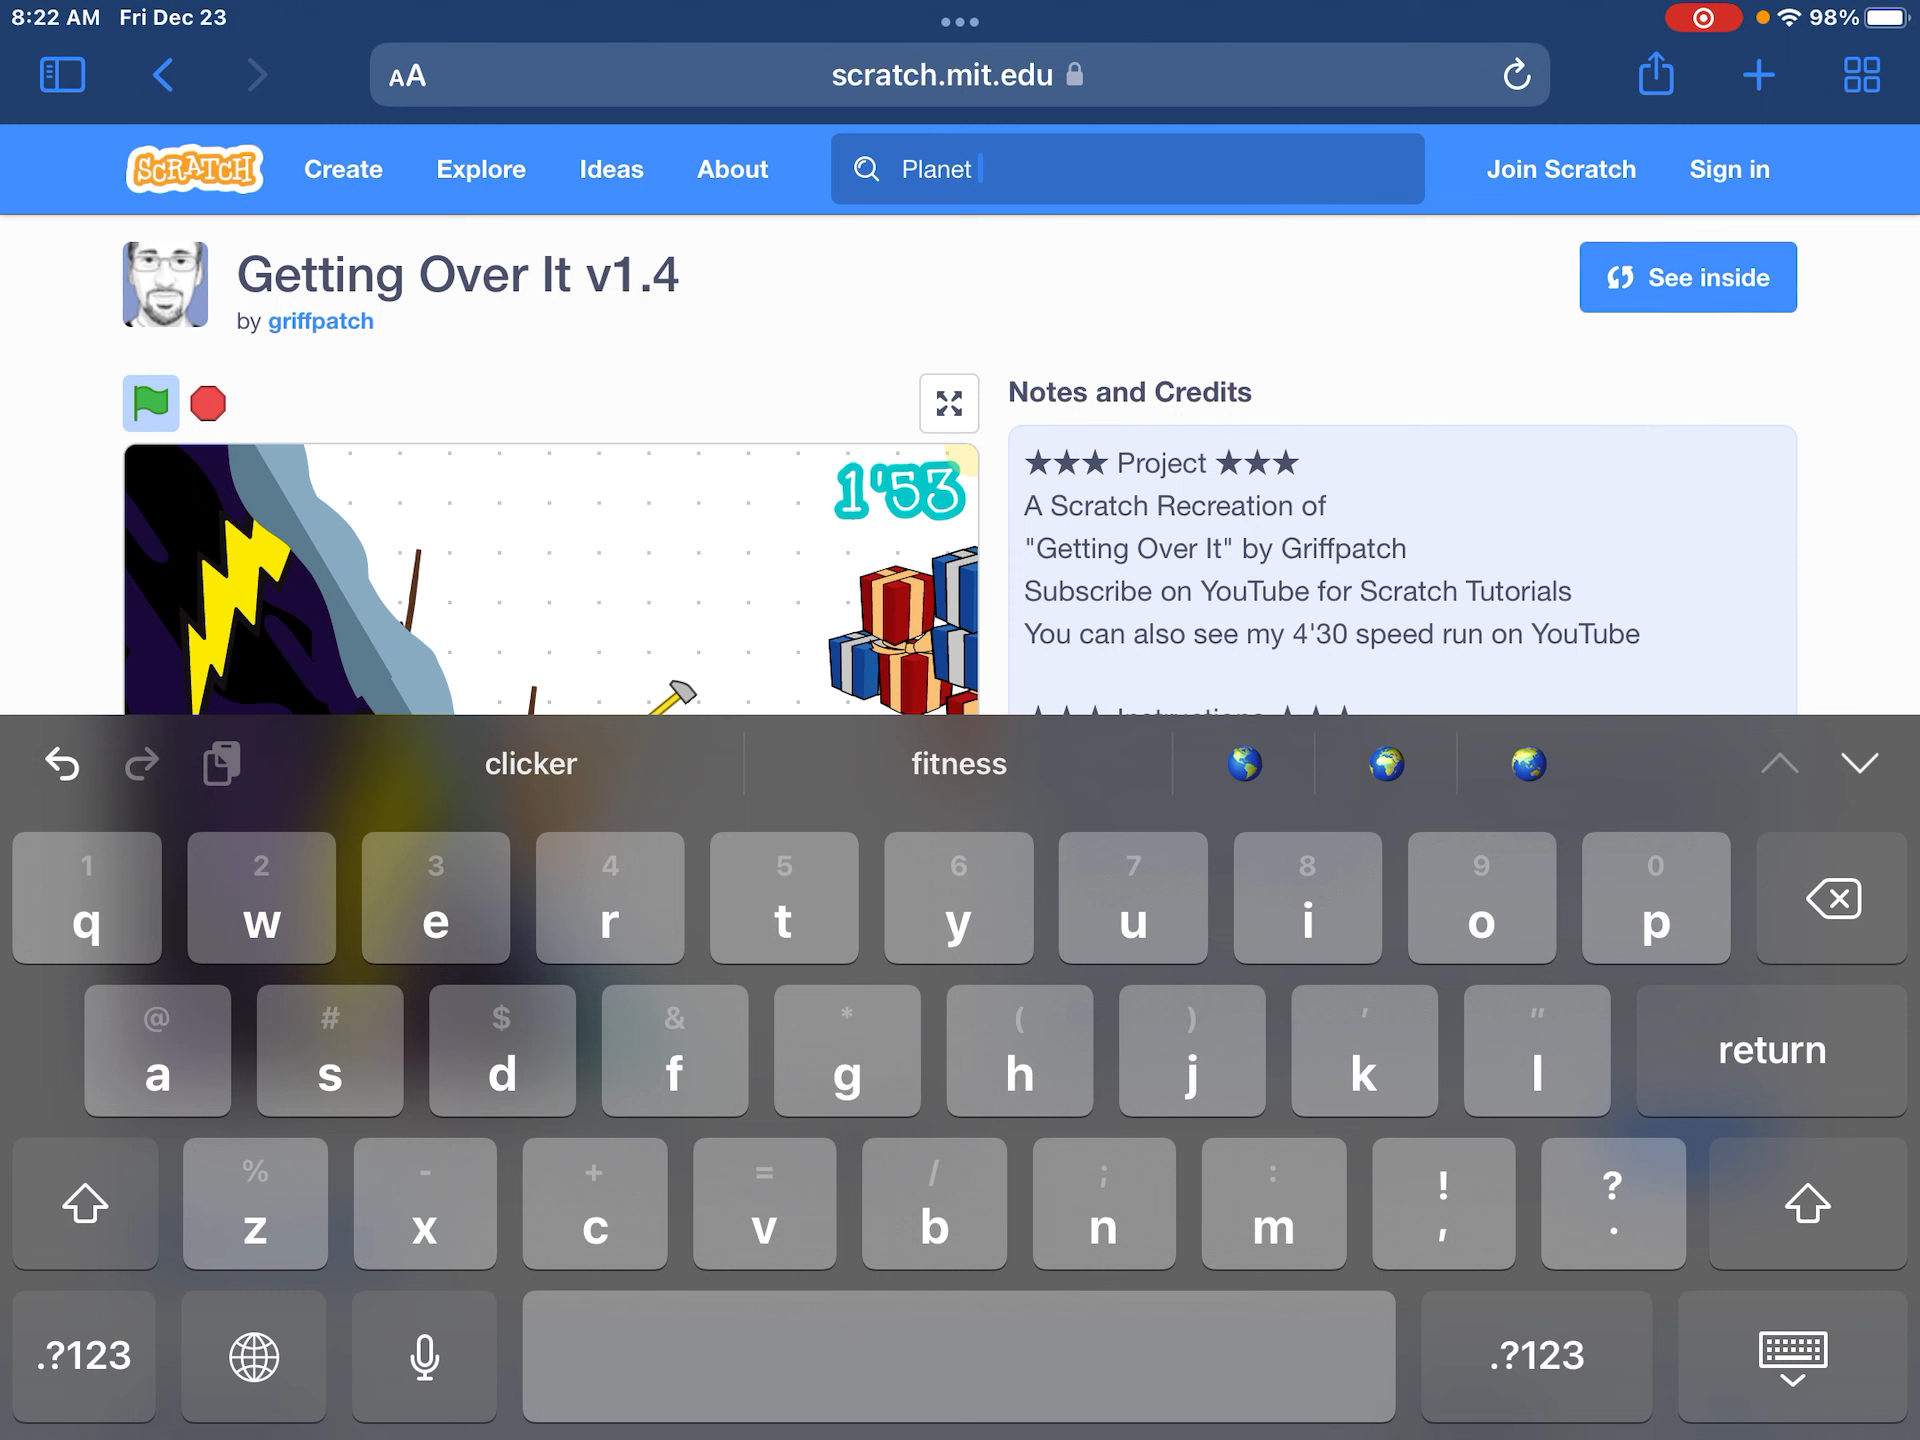 8:22 AM Fri Dec 23
98%
AA
scratch.mit.edu
SCRATCH
Create
Explore
Ideas
About
Planet
Join Scratch
Sign in
Getting Over It v1.4
by griffpatch
See inside
Notes and Credits
1'53
★★★ Project ★★★
A Scratch Recreation of
"Getting Over It" by Griffpatch
Subscribe on YouTube for Scratch Tutorials
You can also see my 4'30 speed run on YouTube
★★★ Instructions ★★★
clicker
fitness
1 2 3 4 5 6 7 8 9 0
q w e r t y u i o p
@ # $ & * ( ) ' "
a s d f g h j k l
return
% - + = / ; : ! ?
z x c v b n m , .
.?123
.?123